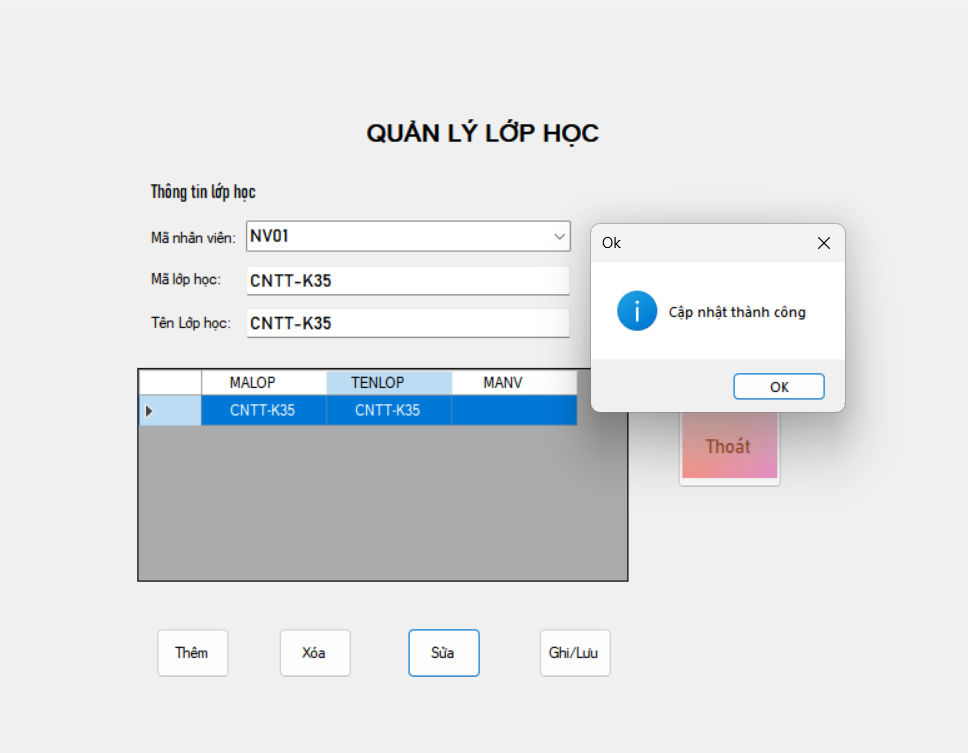 QUẢN LÝ LỚP HỌC
Thông tin lớp học
Mã nhân viên: NV01
Mã lớp học: CNTT-K35
Tên Lớp học: CNTT-K35
Ok
Cập nhật thành công
OK
MALOP TENLOP MANV
CNTT-K35 CNTT-K35
Thoát
Thêm Xóa Sửa Ghi/Lưu